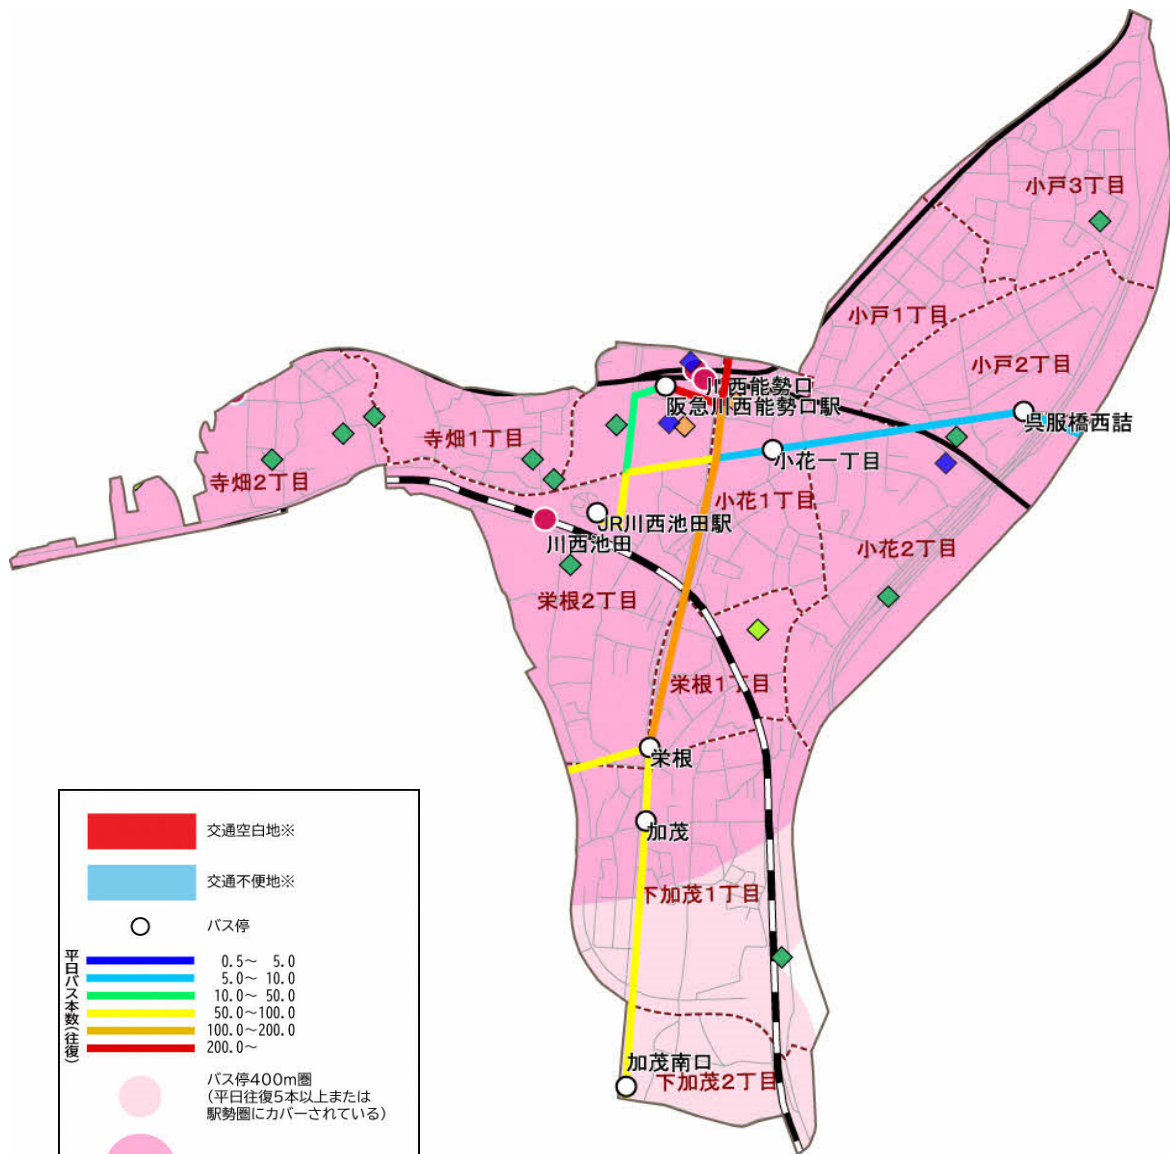 小戸3丁目
小戸1丁目
小戸2丁目
川西能勢口
阪急川西能勢口駅
呉服橋西詰
寺畑1丁目
小花一丁目
寺畑2丁目
小花1丁目
JR川西池田駅
川西池田
小花2丁目
栄根2丁目
栄根1丁目
栄根
加茂
下加茂1丁目
加茂南口
下加茂2丁目
交通空白地※
交通不便地※
バス停
平日バス本数(往復)
0.5～ 5.0
5.0～ 10.0
10.0～ 50.0
50.0～100.0
100.0～200.0
200.0～
バス停400m圏
(平日往復5本以上または
駅勢圏にカバーされている)